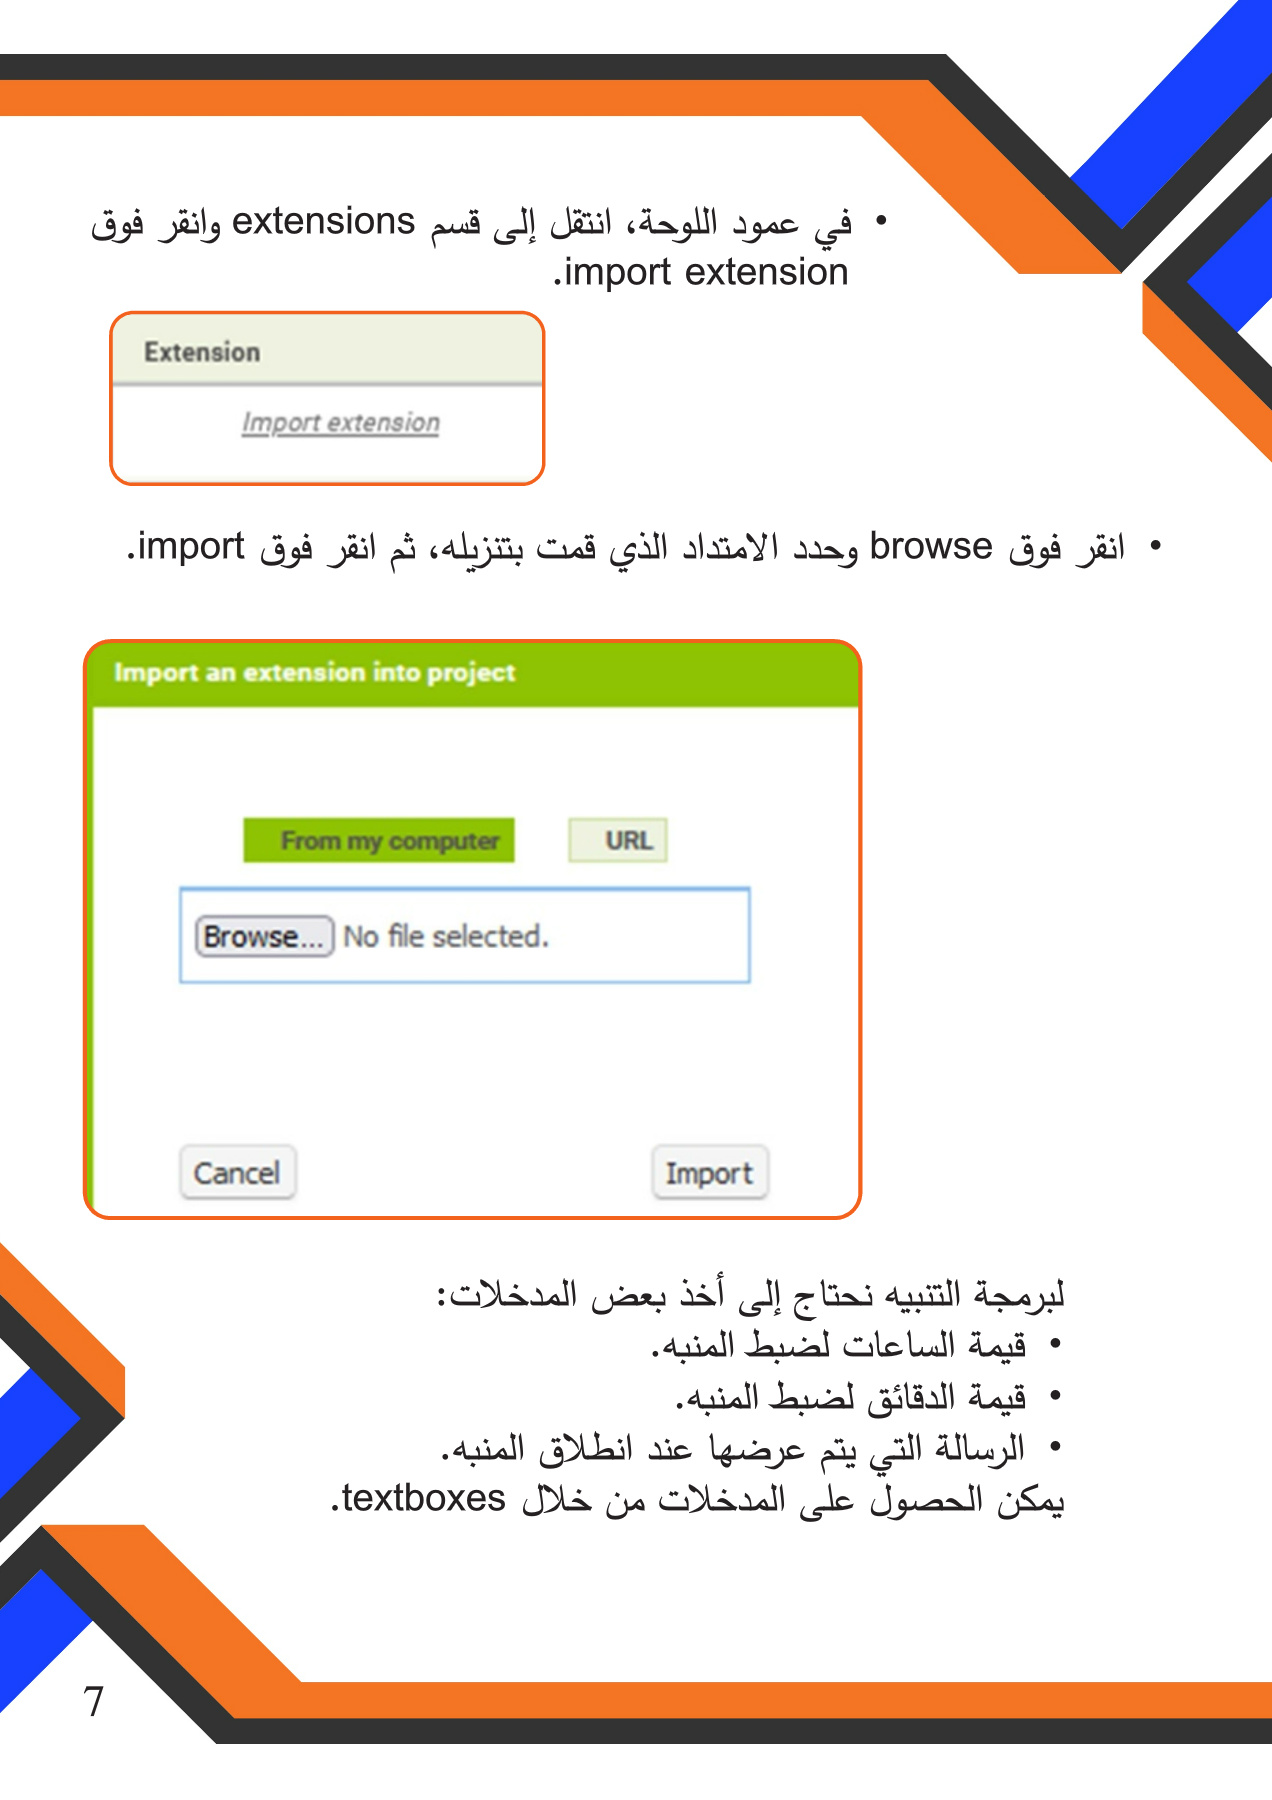 • في عمود اللوحة، انتقل إلى قسم extensions وانقر فوق
import extension.
Extension
Import extension
• انقر فوق browse وحدد الامتداد الذي قمت بتنزيله، ثم انقر فوق import.
Import an extension into project
From my computer URL
Browse... No file selected.
Cancel Import
لبرمجة التنبيه نحتاج إلى أخذ بعض المدخلات:
• قيمة الساعات لضبط المنبه.
• قيمة الدقائق لضبط المنبه.
• الرسالة التي يتم عرضها عند انطلاق المنبه.
يمكن الحصول على المدخلات من خلال textboxes.
7